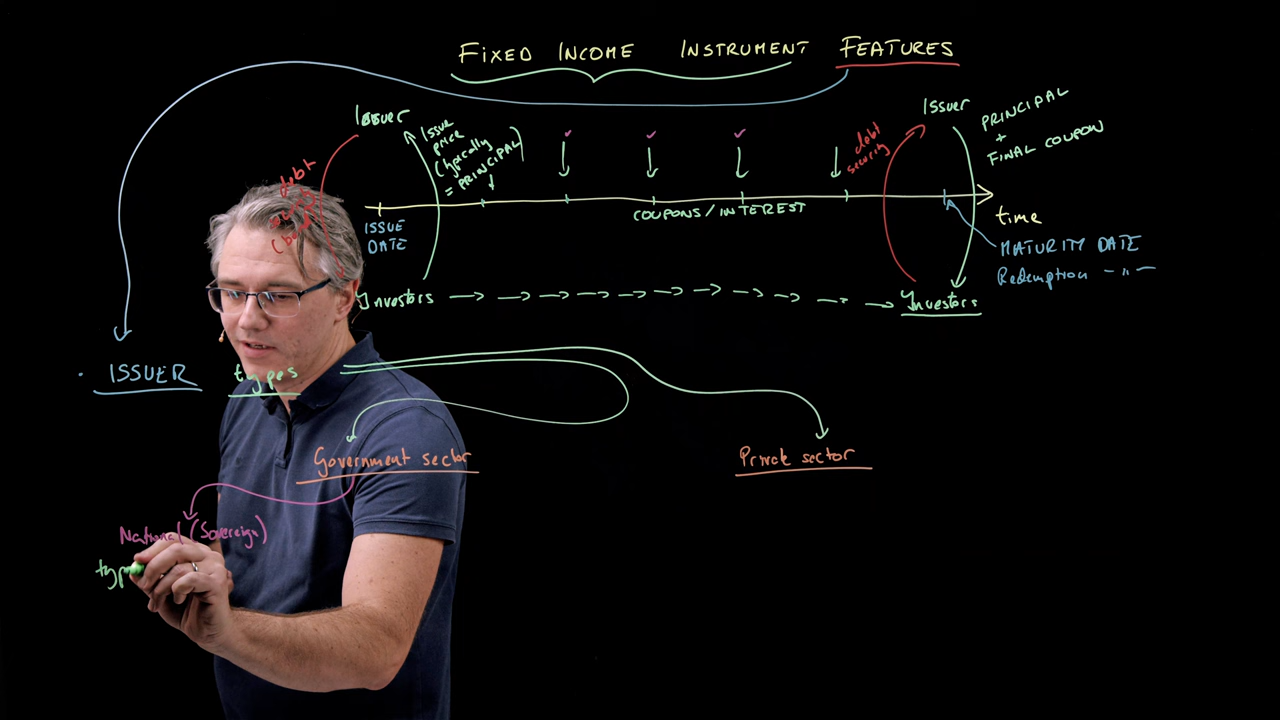 FIXED INCOME INSTRUMENT FEATURES
Issuer
Issue
price
(typically
= PRINCIPAL)
debt
debt
security
Issuer
PRINCIPAL
+
FINAL COUPON
ISSUE
DATE
COUPONS/INTEREST
time
MATURITY DATE
Redemption -"-
Investors
Investors
ISSUER types
Government sector
Private sector
National (Sovereign)